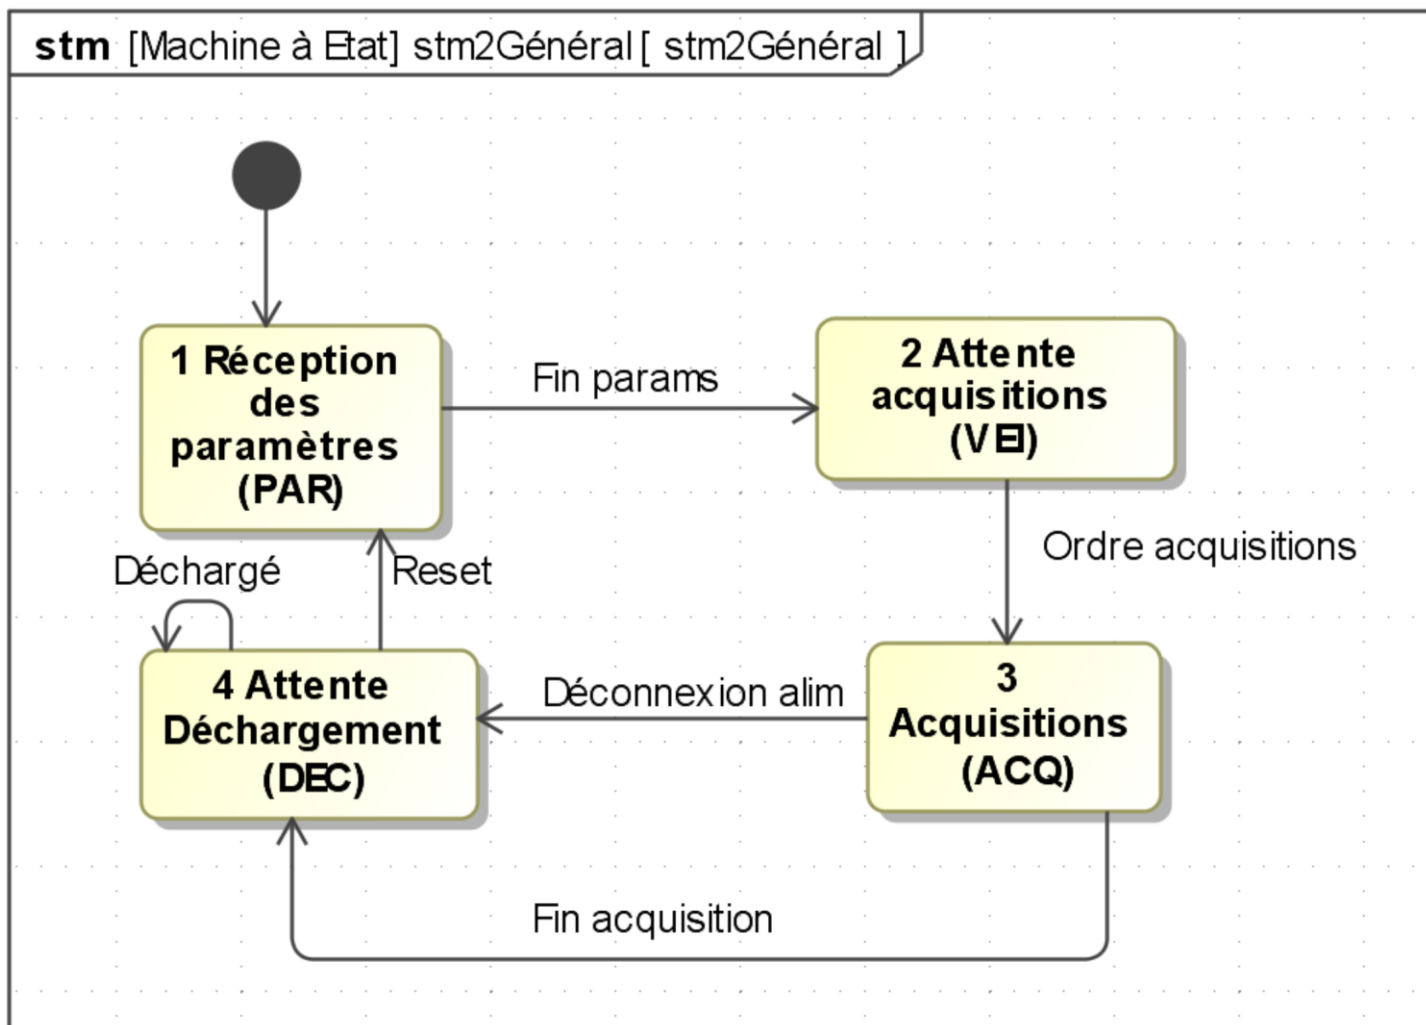 stm [Machine à Etat] stm2Général [ stm2Général ]
1 Réception
des
paramètres
(PAR)
Fin params
2 Attente
acquisitions
(VEI)
Ordre acquisitions
Déchargé
Reset
4 Attente
Déchargement
(DEC)
Déconnexion alim
3
Acquisitions
(ACQ)
Fin acquisition